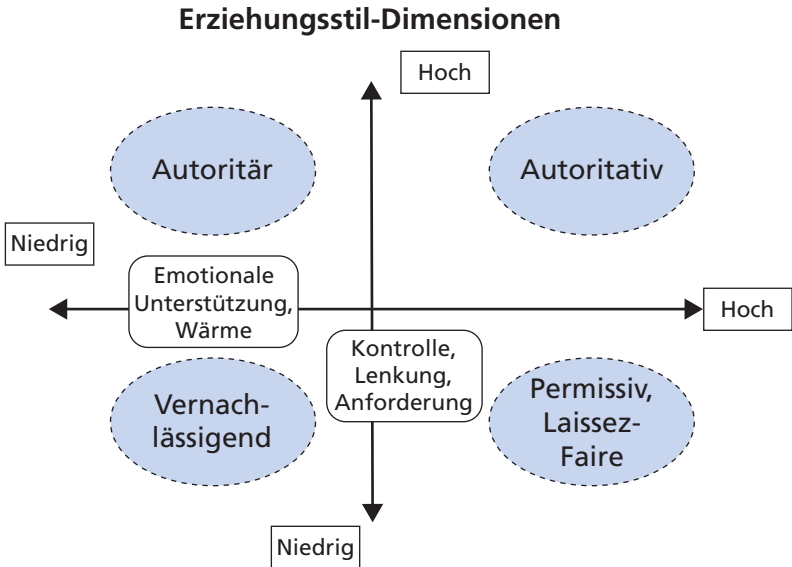 Erziehungsstil-Dimensionen
Hoch
Autoritär
Autoritativ
Niedrig
Emotionale
Unterstützung,
Wärme
Hoch
Kontrolle,
Lenkung,
Anforderung
Vernach-
lässigend
Permissiv,
Laissez-
Faire
Niedrig